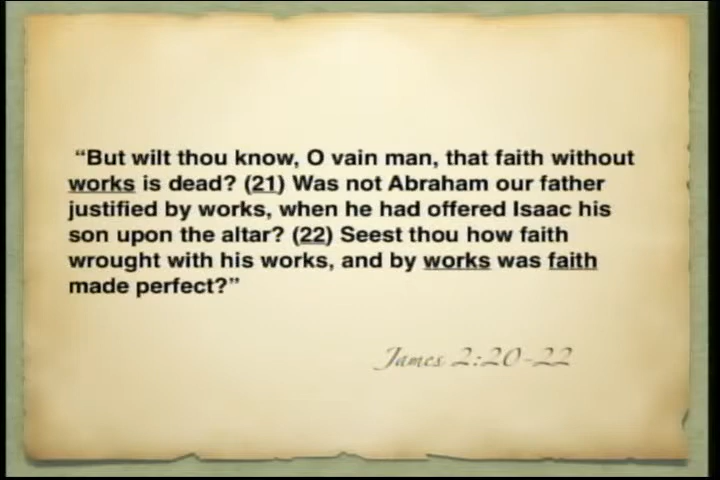 “But wilt thou know, O vain man, that faith without
works is dead? (21) Was not Abraham our father
justified by works, when he had offered Isaac his
son upon the altar? (22) Seest thou how faith
wrought with his works, and by works was faith
made perfect?”
James 2:20-22